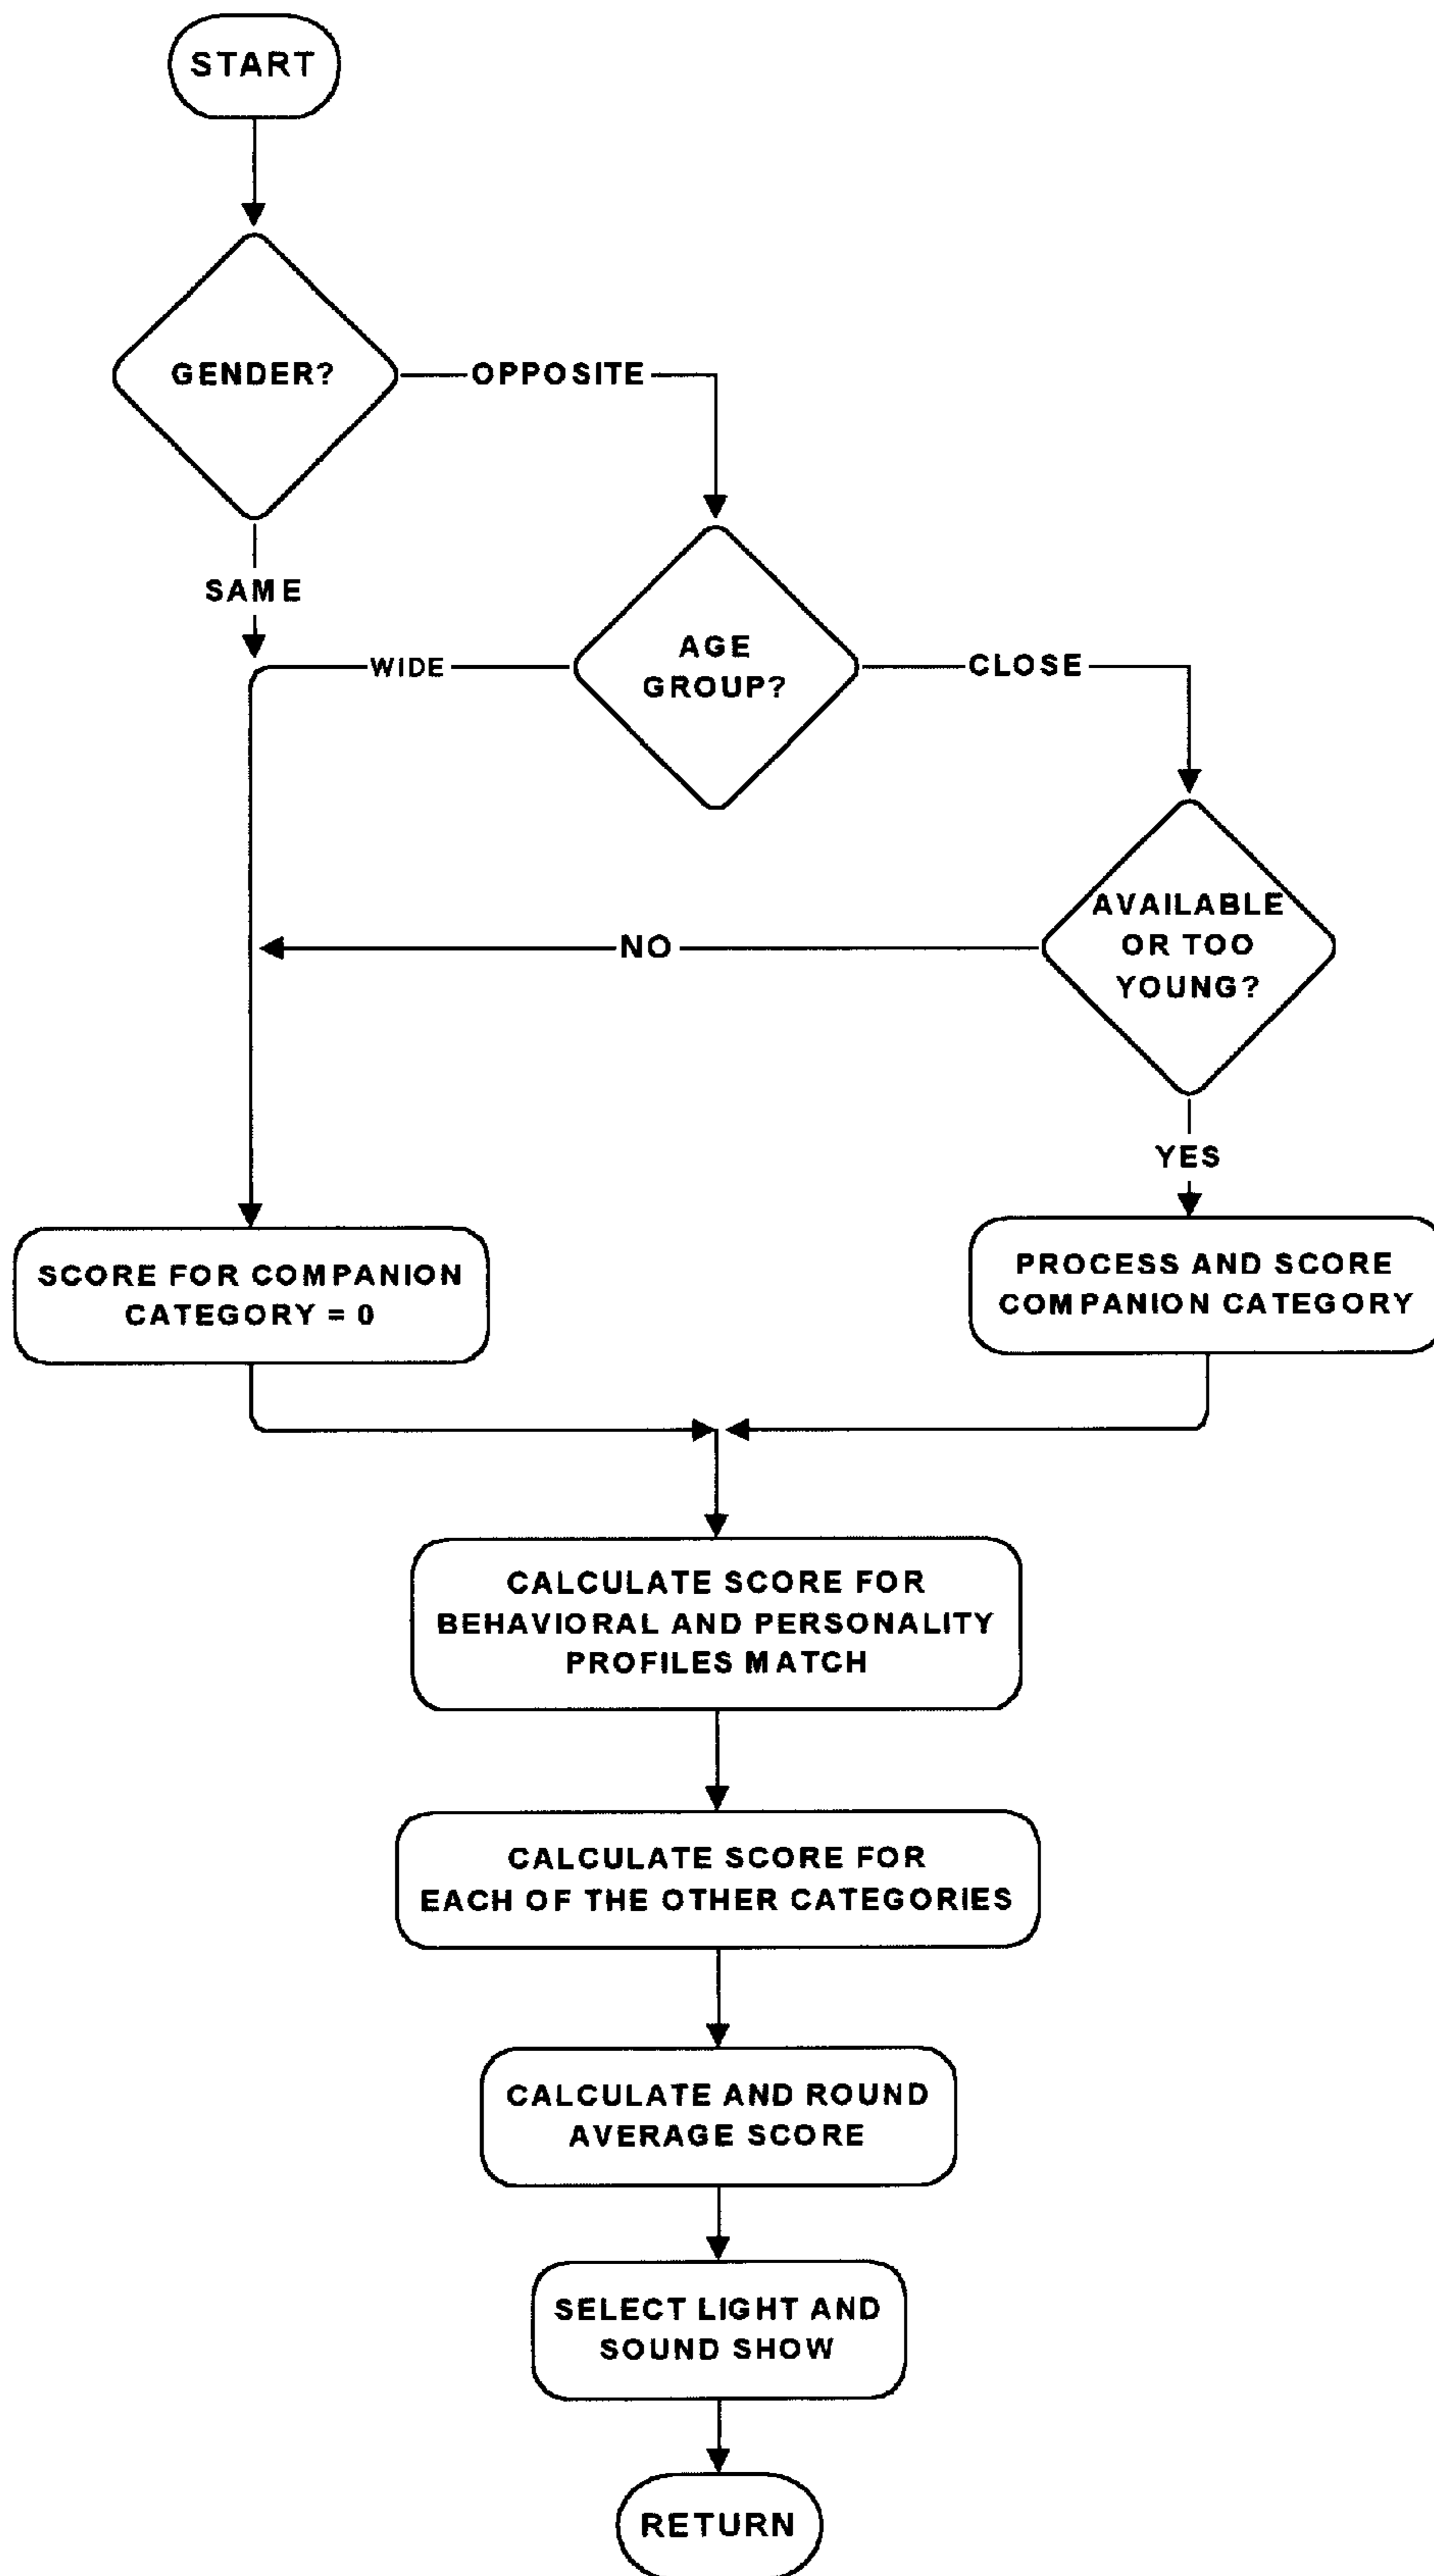 START
GENDER?
OPPOSITE
SAME
AGE
GROUP?
WIDE
CLOSE
AVAILABLE
OR TOO
YOUNG?
NO
YES
SCORE FOR COMPANION
CATEGORY = 0
PROCESS AND SCORE
COMPANION CATEGORY
CALCULATE SCORE FOR
BEHAVIORAL AND PERSONALITY
PROFILES MATCH
CALCULATE SCORE FOR
EACH OF THE OTHER CATEGORIES
CALCULATE AND ROUND
AVERAGE SCORE
SELECT LIGHT AND
SOUND SHOW
RETURN